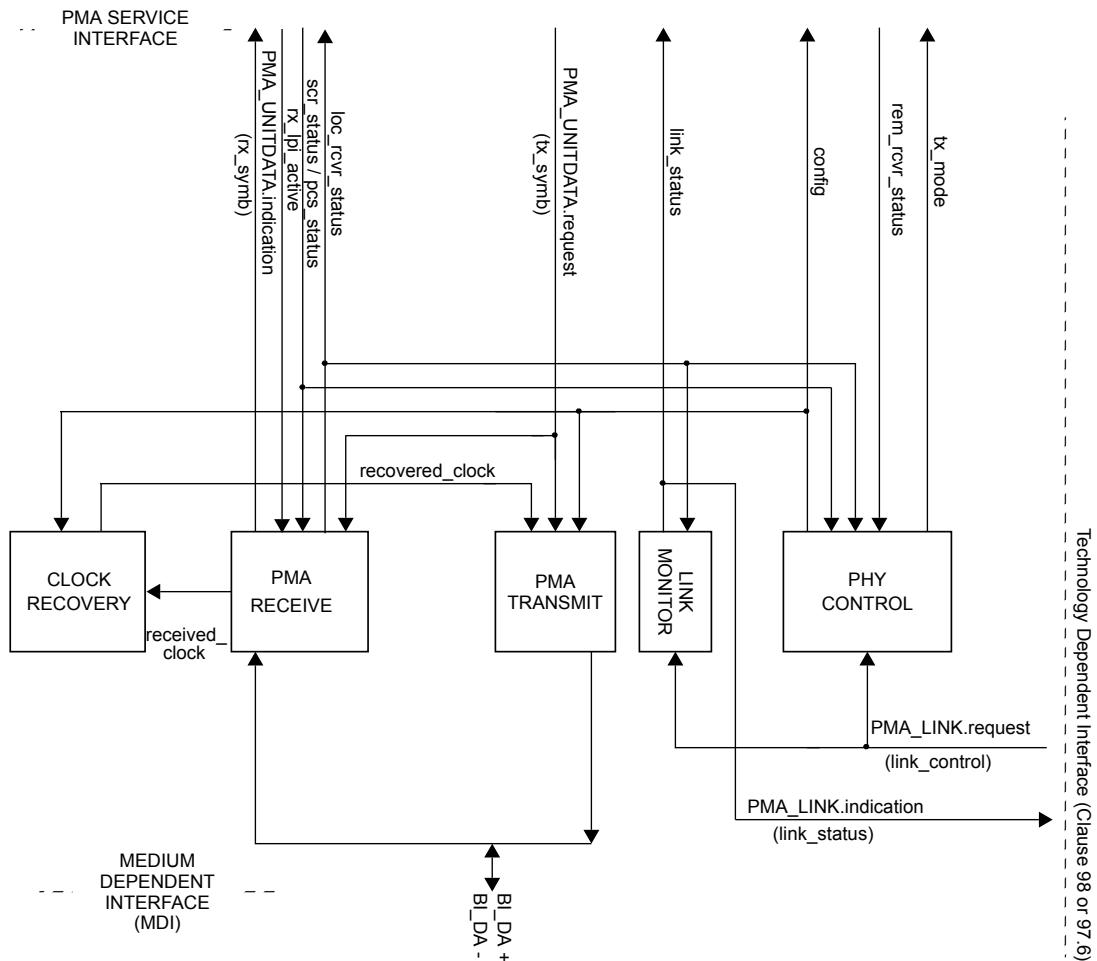 PMA SERVICE
INTERFACE
PMA_UNITDATA.indication
(rx_symb)
rx_lpi_active
scr_status / pcs_status
loc_rcvr_status
PMA_UNITDATA.request
(tx_symb)
link_status
config
rem_rcvr_status
tx_mode
recovered_clock
CLOCK
RECOVERY
PMA
RECEIVE
PMA
TRANSMIT
LINK
MONITOR
PHY
CONTROL
received_
clock
PMA_LINK.request
(link_control)
PMA_LINK.indication
(link_status)
Technology Dependent Interface (Clause 98 or 97.6)
MEDIUM
DEPENDENT
INTERFACE
(MDI)
BI_DA +
BI_DA -